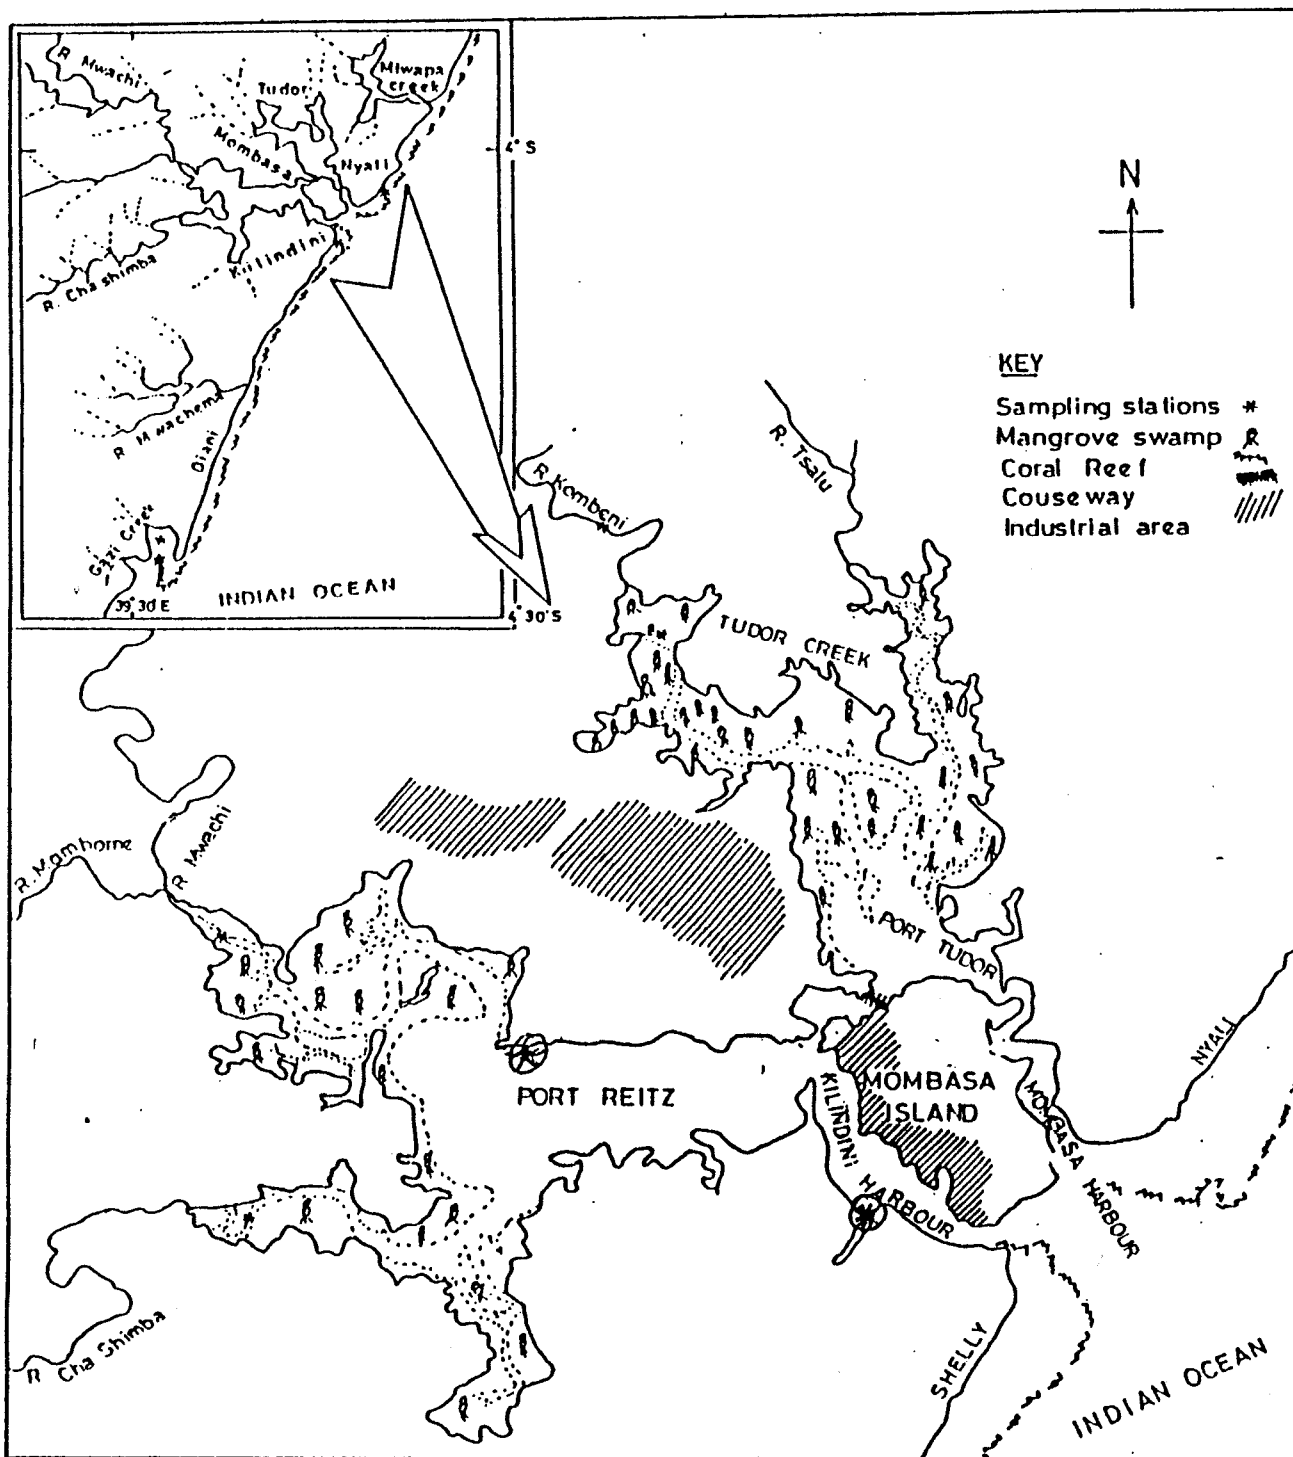 R Mwachi
Tudor
Mtwapa
creek
Mombasa
Nyali
4° S
Kilindini
R. Cha shimba
R Mwachema
Diani
Gazi Creek
39° 30 E
INDIAN OCEAN
4° 30'S
N
KEY
Sampling stations
Mangrove swamp
Coral Reef
Couseway
Industrial area
R. Kombeni
R. Tsalu
TUDOR CREEK
R. Mamhome
R Mwachi
PORT TUDOR
PORT REITZ
KILINDINI HARBOUR
MOMBASA
ISLAND
MOMBASA HARBOUR
NYALI
R Cha Shimba
SHELLY
INDIAN OCEAN